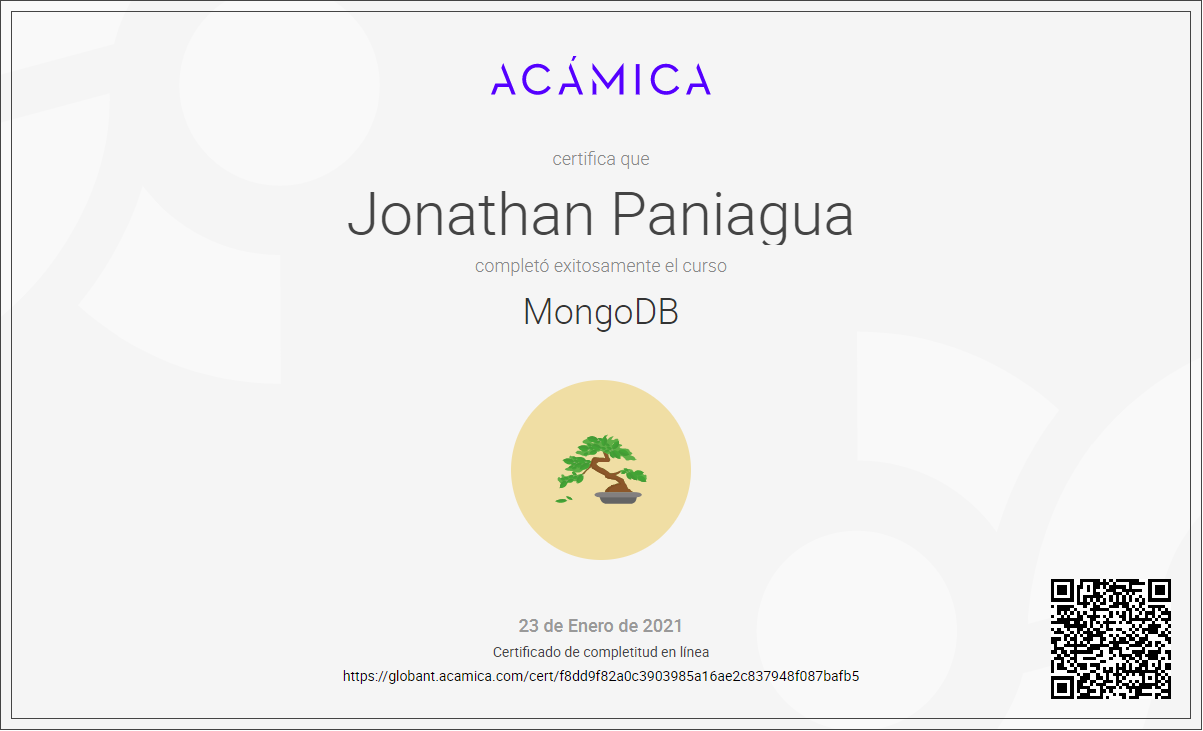 ACÁMICA
certifica que
Jonathan Paniagua
completó exitosamente el curso
MongoDB
23 de Enero de 2021
Certificado de completitud en línea
https://globant.acamica.com/cert/f8dd9f82a0c3903985a16ae2c837948f087bafb5